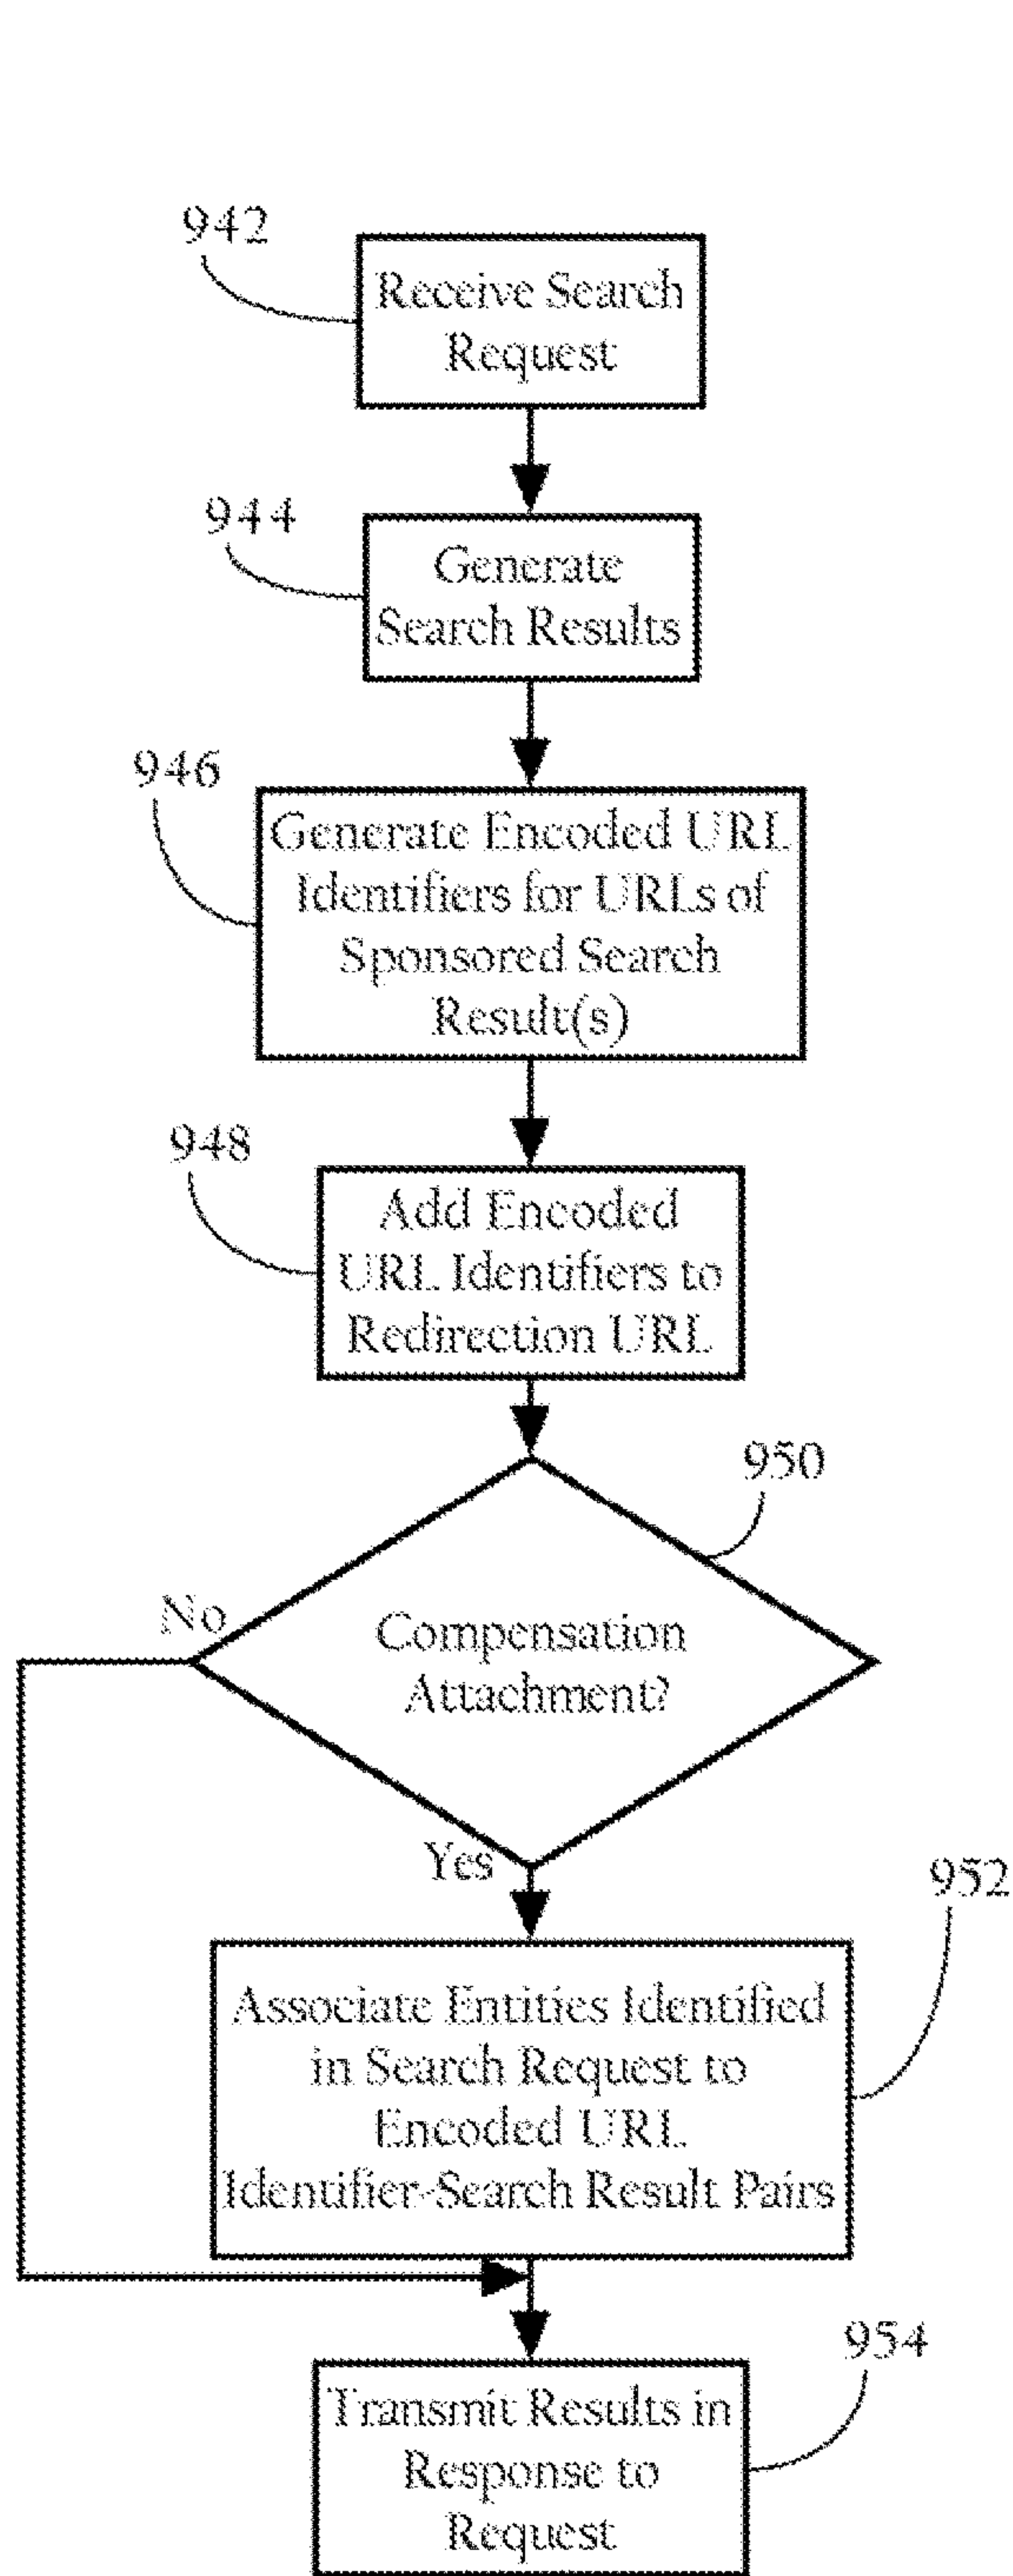 942
Receive Search
Request
944
Generate
Search Results
946
Generate Encoded URL
Identifiers for URLs of
Sponsored Search
Result(s)
948
Add Encoded
URL Identifiers to
Redirection URL
950
No
Compensation
Attachment?
Yes
952
Associate Entities Identified
in Search Request to
Encoded URL
Identifier-Search Result Pairs
954
Transmit Results in
Response to
Request